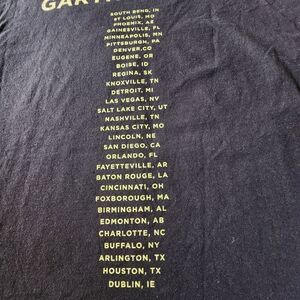 SOUTH BEND, IN
ST LOUIS, MO
PHOENIX, AZ
GAINESVILLE, FL
MINNEAPOLIS, MN
PITTSBURGH, PA
DENVER,CO
EUGENE, OR
BOISE, ID
REGINA, SK
KNOXVILLE, TN
DETROIT, MI
LAS VEGAS, NV
SALT LAKE CITY, UT
NASHVILLE, TN
KANSAS CITY, MO
LINCOLN, NE
SAN DIEGO, CA
ORLANDO, FL
FAYETTEVILLE, AR
BATON ROUGE, LA
CINCINNATI, OH
FOXBOROUGH, MA
BIRMINGHAM, AL
EDMONTON, AB
CHARLOTTE, NC
BUFFALO, NY
ARLINGTON, TX
HOUSTON, TX
DUBLIN, IE